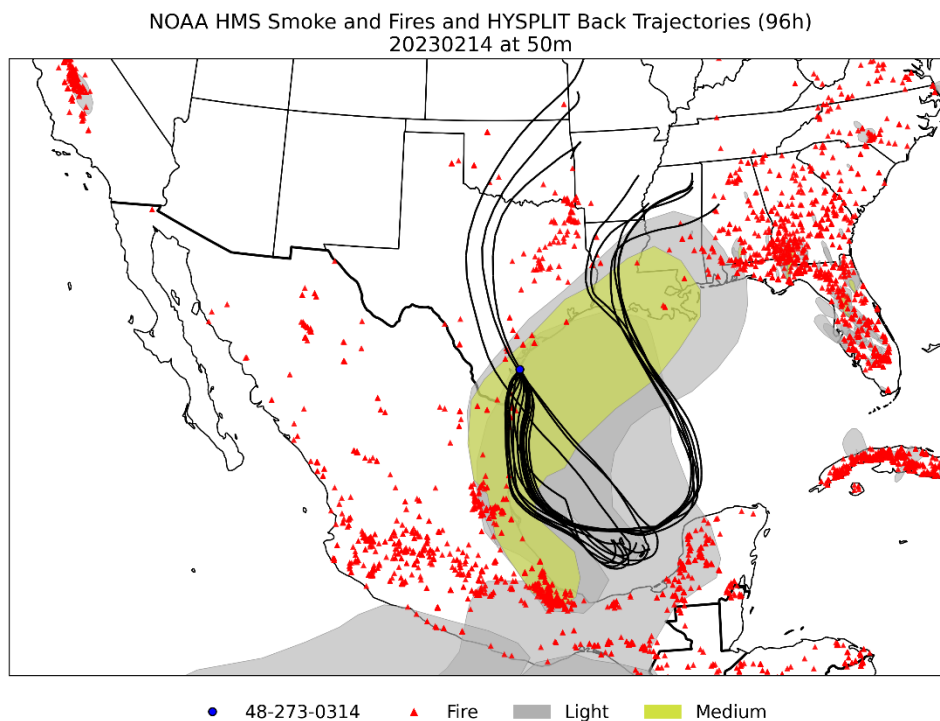 NOAA HMS Smoke and Fires and HYSPLIT Back Trajectories (96h)
20230214 at 50m
48-273-0314 Fire Light Medium